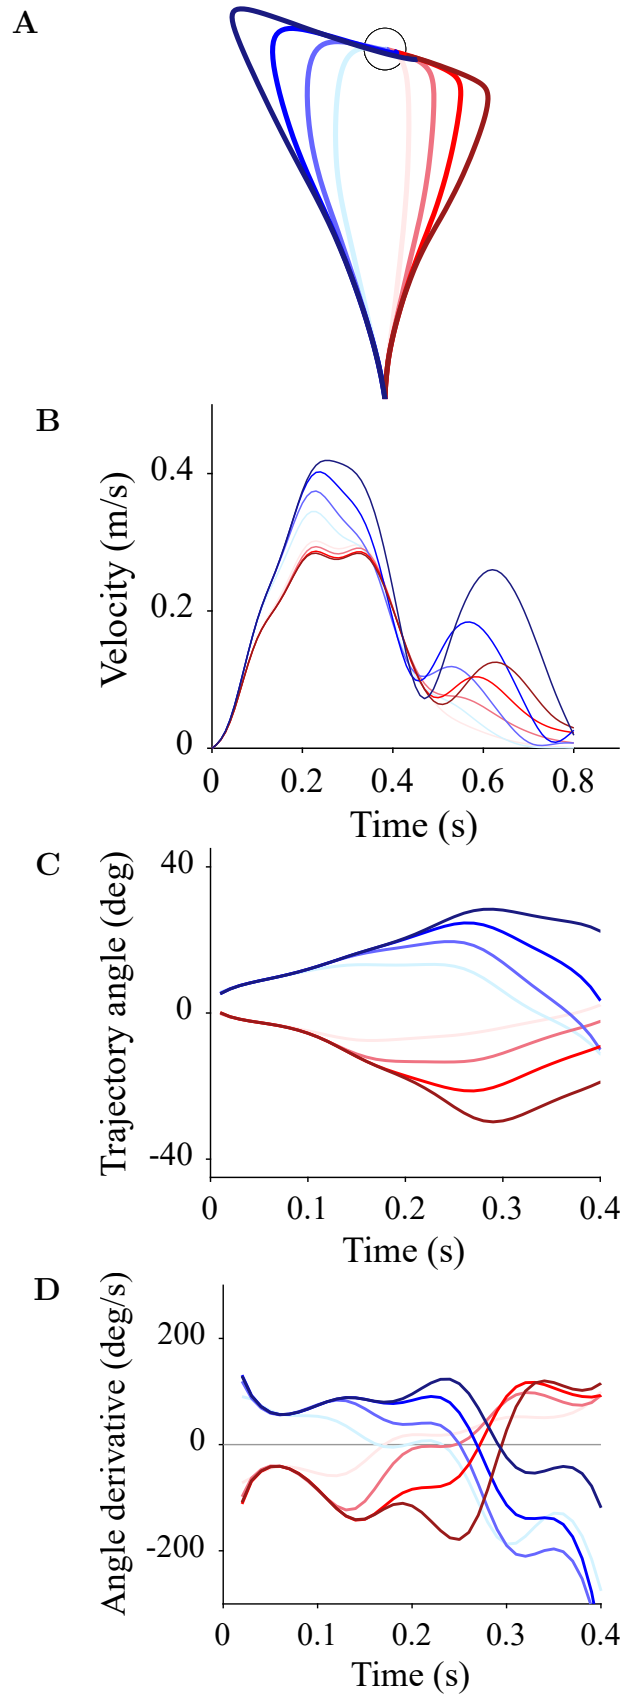 A
B
Velocity (m/s)
0.4
0.2
0
0 0.2 0.4 0.6 0.8
Time (s)
C
Trajectory angle (deg)
40
0
-40
0 0.1 0.2 0.3 0.4
Time (s)
D
Angle derivative (deg/s)
200
0
-200
0 0.1 0.2 0.3 0.4
Time (s)